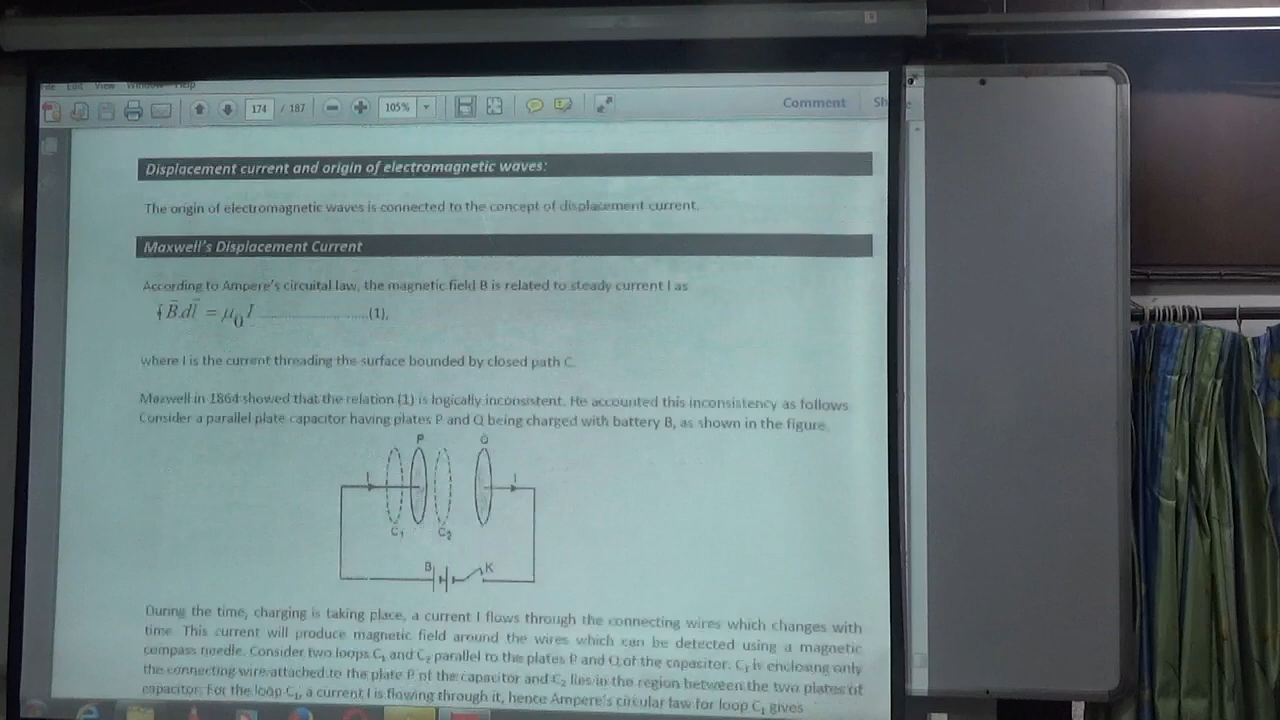 File Edit View Window Help
174 / 187 105% Comment Sh
Displacement current and origin of electromagnetic waves:
The origin of electromagnetic waves is connected to the concept of displacement current.
Maxwell's Displacement Current
According to Ampere's circuital law, the magnetic field B is related to steady current I as
∮ B⃗.dl⃗ = μ₀ I ..............................(1),
where I is the current threading the surface bounded by closed path C.
Maxwell in 1864 showed that the relation (1) is logically inconsistent. He accounted this inconsistency as follows
Consider a parallel plate capacitor having plates P and Q being charged with battery B, as shown in the figure.
P Q
I I
C₁ C₂
B K
During the time, charging is taking place, a current I flows through the connecting wires which changes with
time. This current will produce magnetic field around the wires which can be detected using a magnetic
compass needle. Consider two loops C₁ and C₂ parallel to the plates P and Q of the capacitor. C₁ is enclosing only
the connecting wire attached to the plate P of the capacitor and C₂ lies in the region between the two plates of
capacitor. For the loop C₁, a current I is flowing through it, hence Ampere's circular law for loop C₁ gives